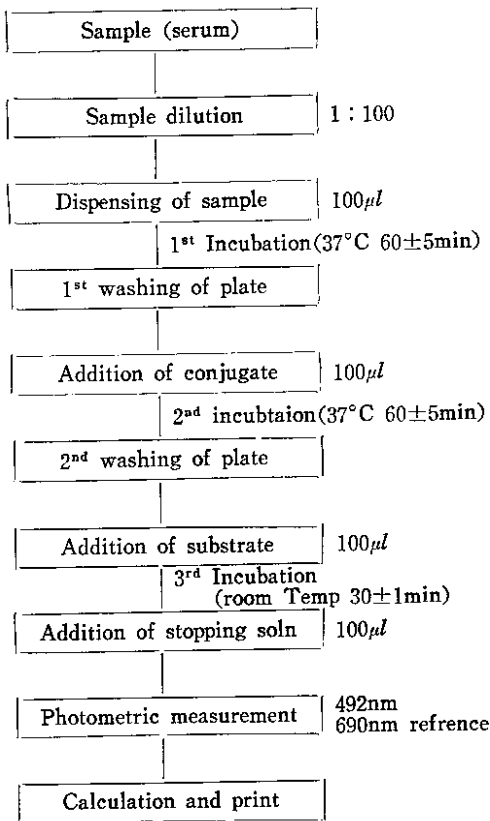 Sample (serum)
Sample dilution 1 : 100
Dispensing of sample 100μl
1st Incubation(37°C 60±5min)
1st washing of plate
Addition of conjugate 100μl
2nd incubtaion(37°C 60±5min)
2nd washing of plate
Addition of substrate 100μl
3rd Incubation
(room Temp 30±1min)
Addition of stopping soln 100μl
492nm
Photometric measurement
690nm refrence
Calculation and print